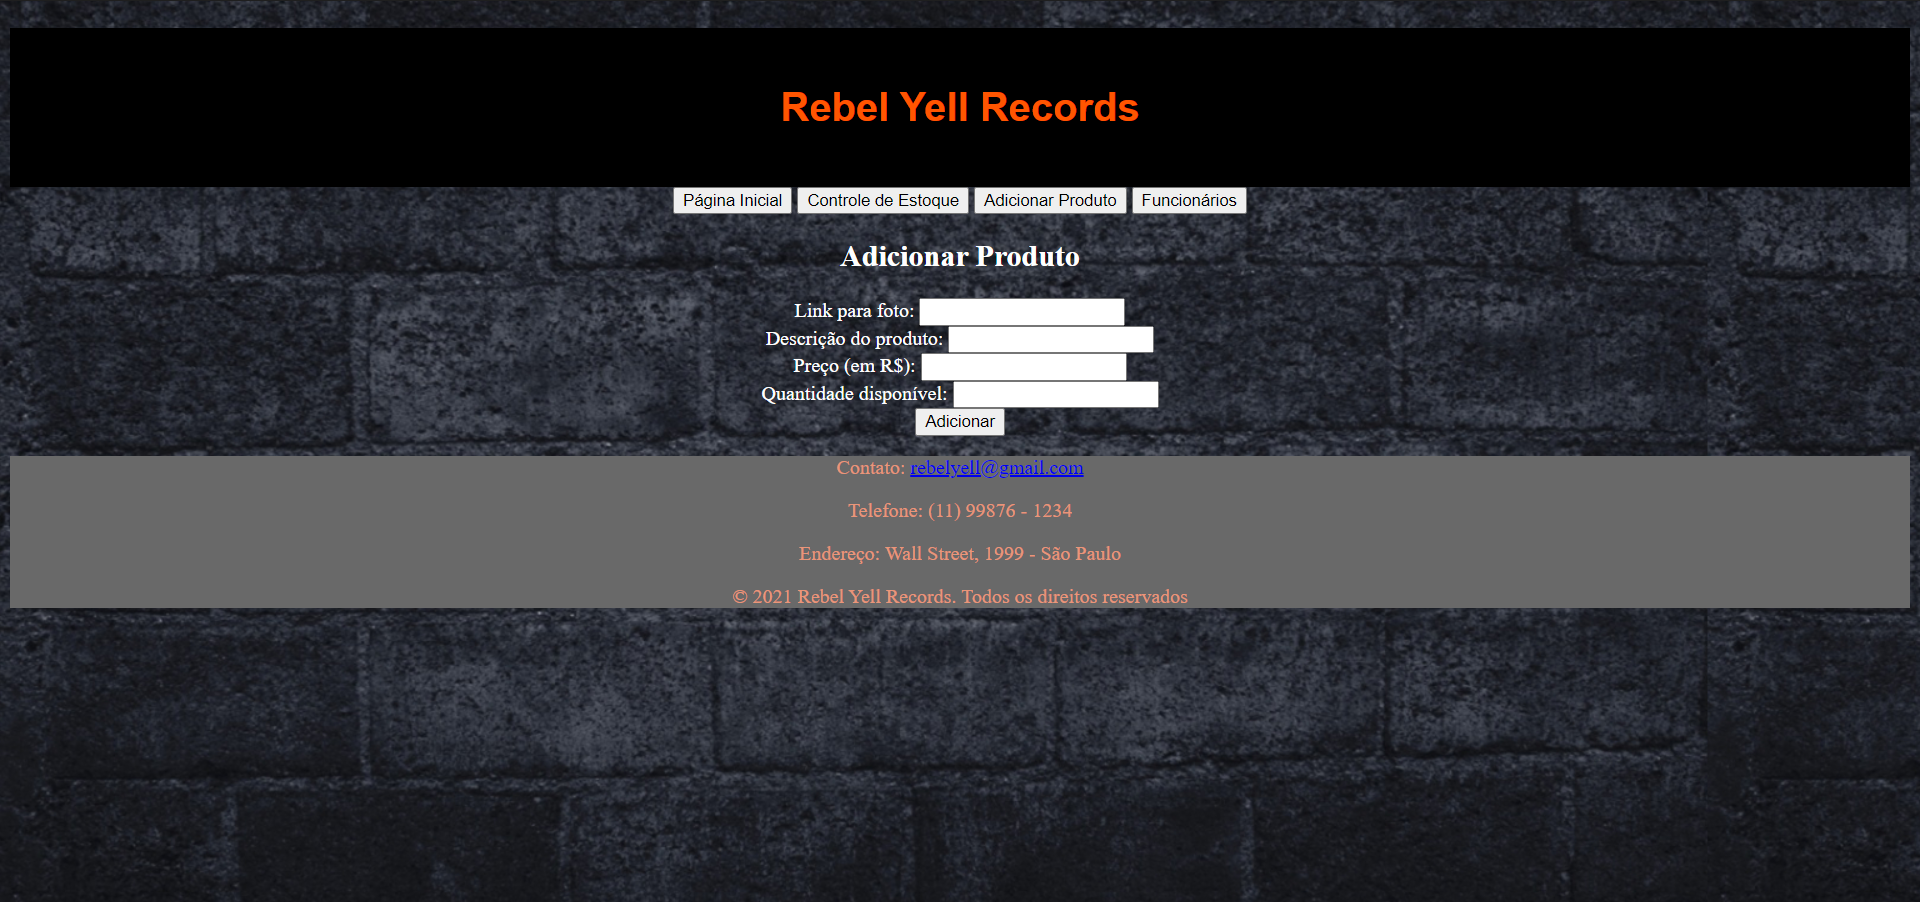 Rebel Yell Records
Página Inicial Controle de Estoque Adicionar Produto Funcionários
Adicionar Produto
Link para foto:
Descrição do produto:
Preço (em R$):
Quantidade disponível:
Adicionar
Contato: rebelyell@gmail.com
Telefone: (11) 99876 - 1234
Endereço: Wall Street, 1999 - São Paulo
© 2021 Rebel Yell Records. Todos os direitos reservados